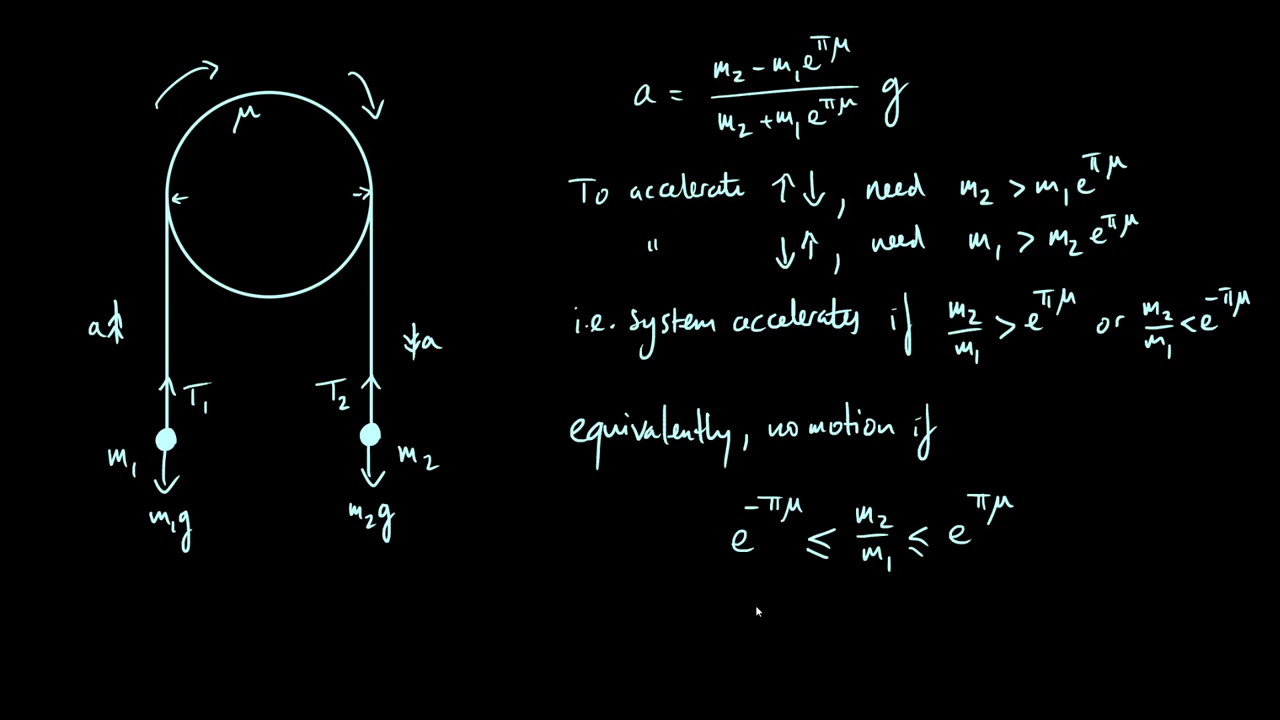 μ
a = (m₂ - m₁e^πμ)/(m₂ + m₁e^πμ) g
To accelerate ↑↓, need m₂ > m₁e^πμ
" ↓↑, need m₁ > m₂e^πμ
i.e. system accelerates if m₂/m₁ > e^πμ or m₂/m₁ < e^-πμ
a a
T₁ T₂
m₁ m₂
m₁g m₂g
equivalently, no motion if
e^-πμ ≤ m₂/m₁ ≤ e^πμ